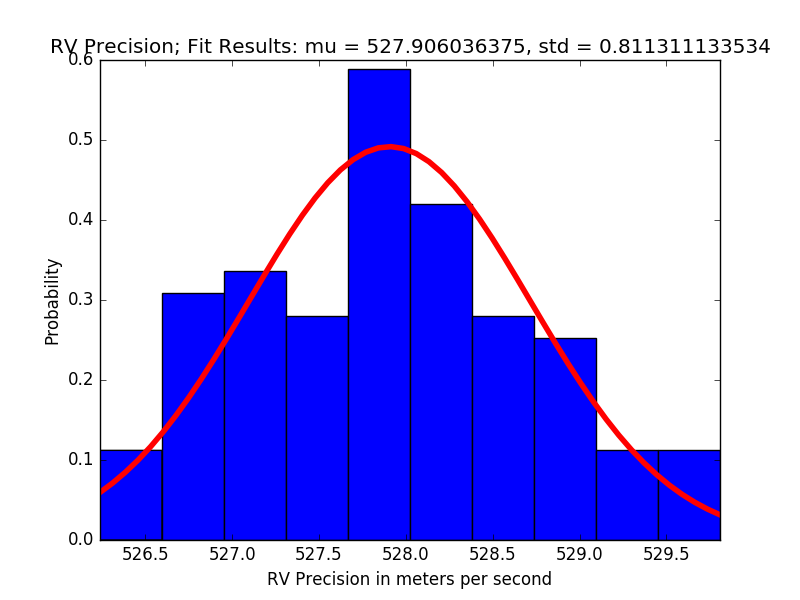 RV Precision; Fit Results: mu = 527.906036375, std = 0.811311133534
0.6
0.5
0.4
0.3
0.2
0.1
0.0
Probability
526.5 527.0 527.5 528.0 528.5 529.0 529.5
RV Precision in meters per second